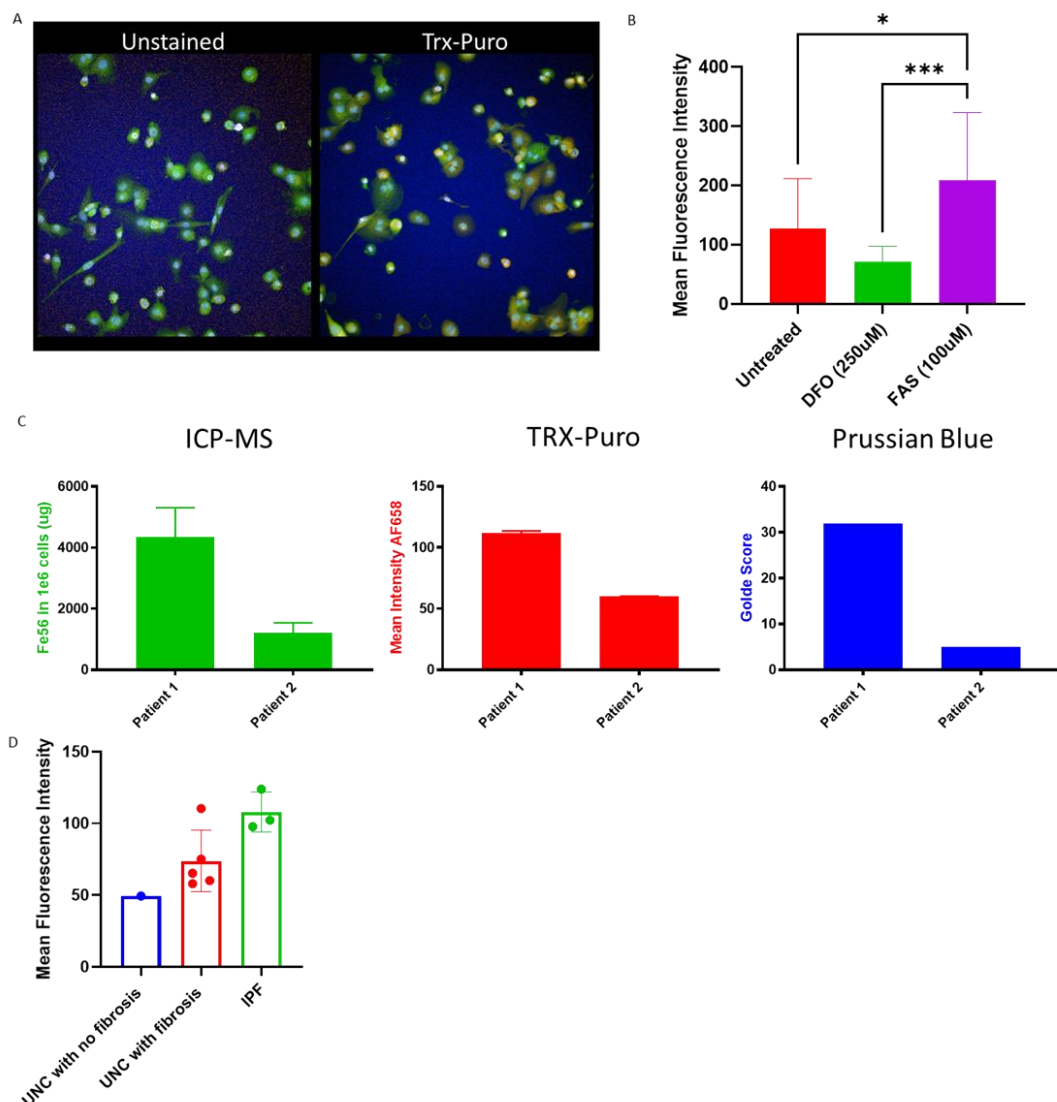 A
Unstained
Trx-Puro
B
*
***
Mean Fluorescence Intensity
400
300
200
100
0
Untreated
DFO (250uM)
FAS (100uM)
C
ICP-MS
Fe56 in 1e6 cells (ug)
6000
4000
2000
0
Patient 1
Patient 2
TRX-Puro
Mean Intensity AF658
150
100
50
0
Patient 1
Patient 2
Prussian Blue
Golde Score
40
30
20
10
0
Patient 1
Patient 2
D
Mean Fluorescence Intensity
150
100
50
0
UNC with no fibrosis
UNC with fibrosis
IPF